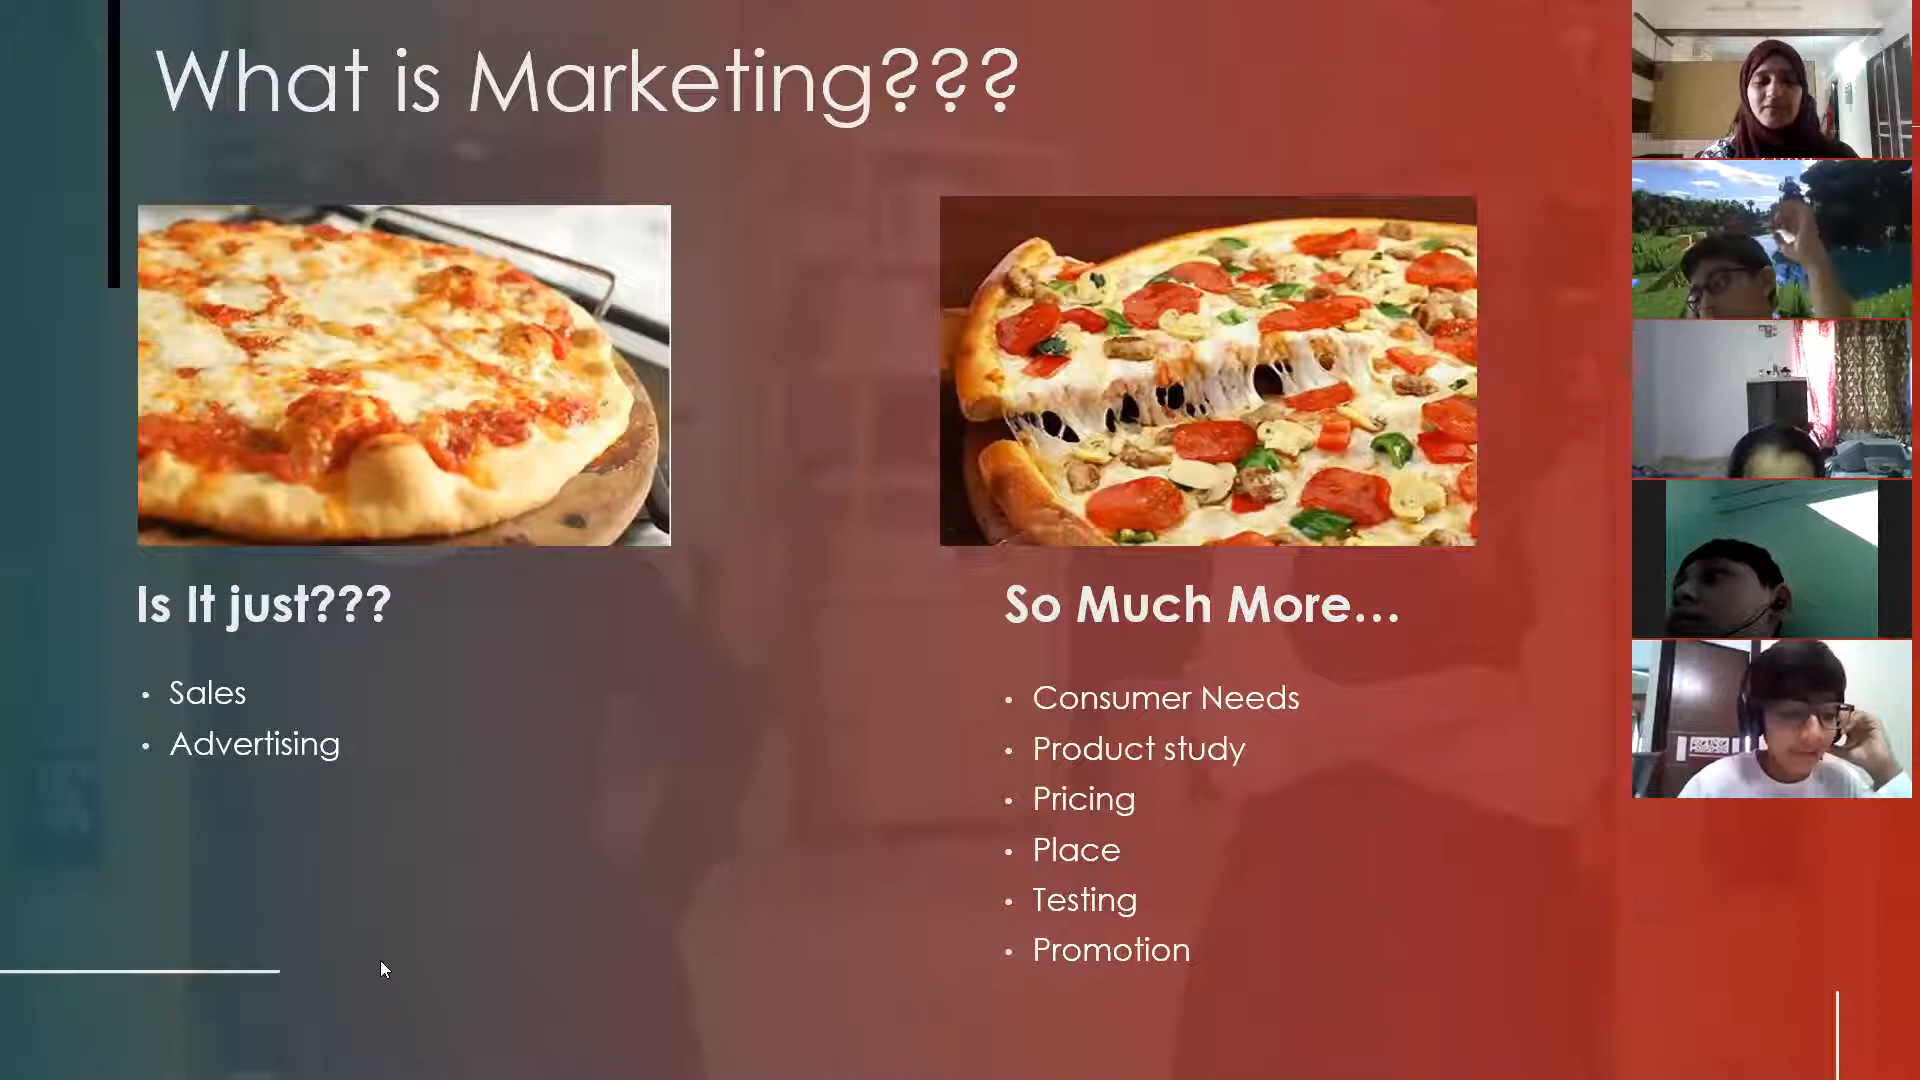 What is Marketing???
Is It just???
• Sales
• Advertising
So Much More...
• Consumer Needs
• Product study
• Pricing
• Place
• Testing
• Promotion